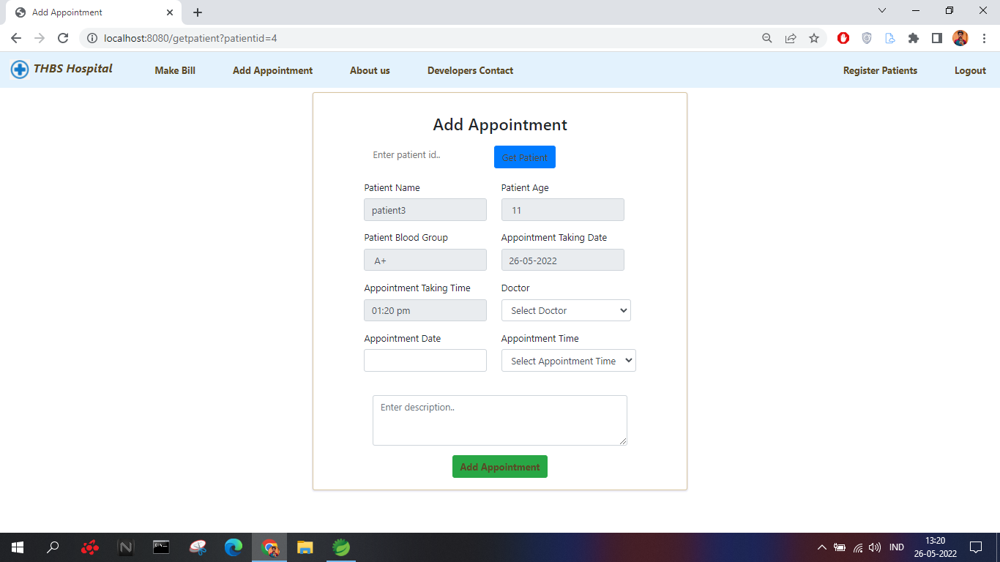 Add Appointment
localhost:8080/getpatient?patientid=4
THBS Hospital Make Bill Add Appointment About us Developers Contact Register Patients Logout
Add Appointment
Enter patient id.. Get Patient
Patient Name Patient Age
patient3 11
Patient Blood Group Appointment Taking Date
A+ 26-05-2022
Appointment Taking Time Doctor
01:20 pm Select Doctor
Appointment Date Appointment Time
Select Appointment Time
Enter description..
Add Appointment
IND 13:20
26-05-2022